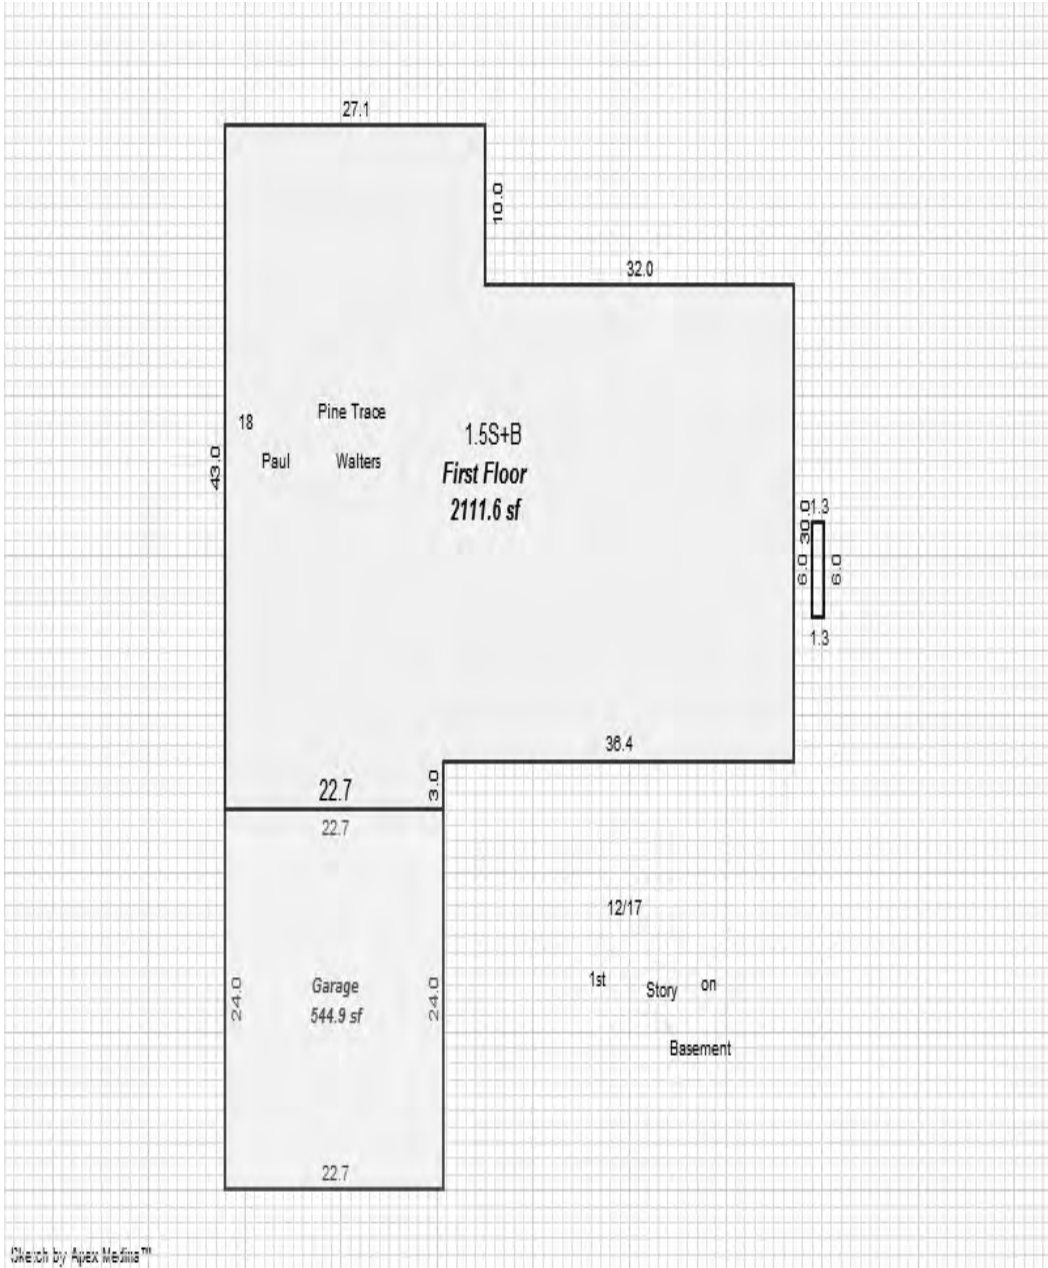 27.1
10.0
32.0
Pine Trace
18
1.5S+B
Paul Walters
43.0
First Floor
2111.6 sf
30.0
1.3
6.0
6.0
1.3
36.4
3.0
22.7
22.7
12/17
24.0
Garage
24.0
1st Story on
544.9 sf
Basement
22.7
Sketch by Apex Medina™